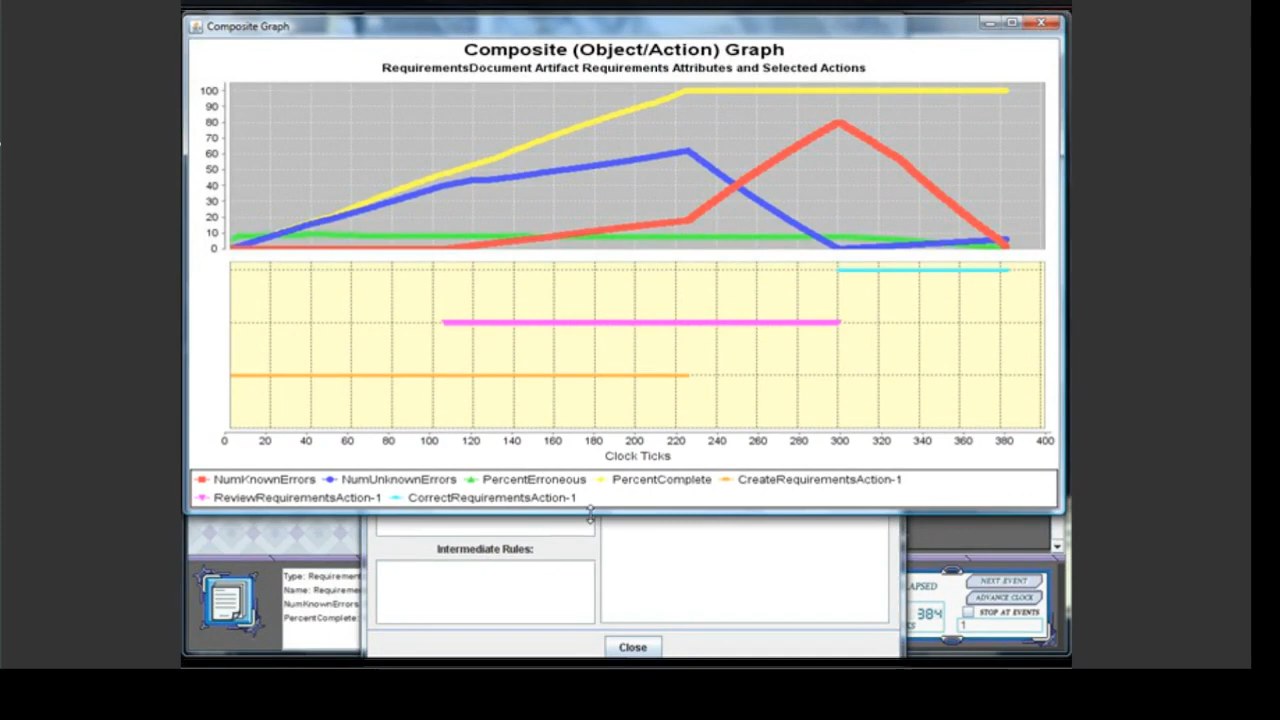 Composite Graph
Composite (Object/Action) Graph
RequirementsDocument Artifact Requirements Attributes and Selected Actions
100
90
80
70
60
50
40
30
20
10
0
0 20 40 60 80 100 120 140 160 180 200 220 240 260 280 300 320 340 360 380 400
Clock Ticks
NumKnownErrors NumUnknownErrors PercentErroneous PercentComplete CreateRequirementsAction-1
ReviewRequirementsAction-1 CorrectRequirementsAction-1
Intermediate Rules:
Type: Requirement
Name: Requireme
NumKnownErrors
PercentComplete:
APSED
384
NEXT EVENT
ADVANCE CLOCK
STOP AT EVENTS
1
Close